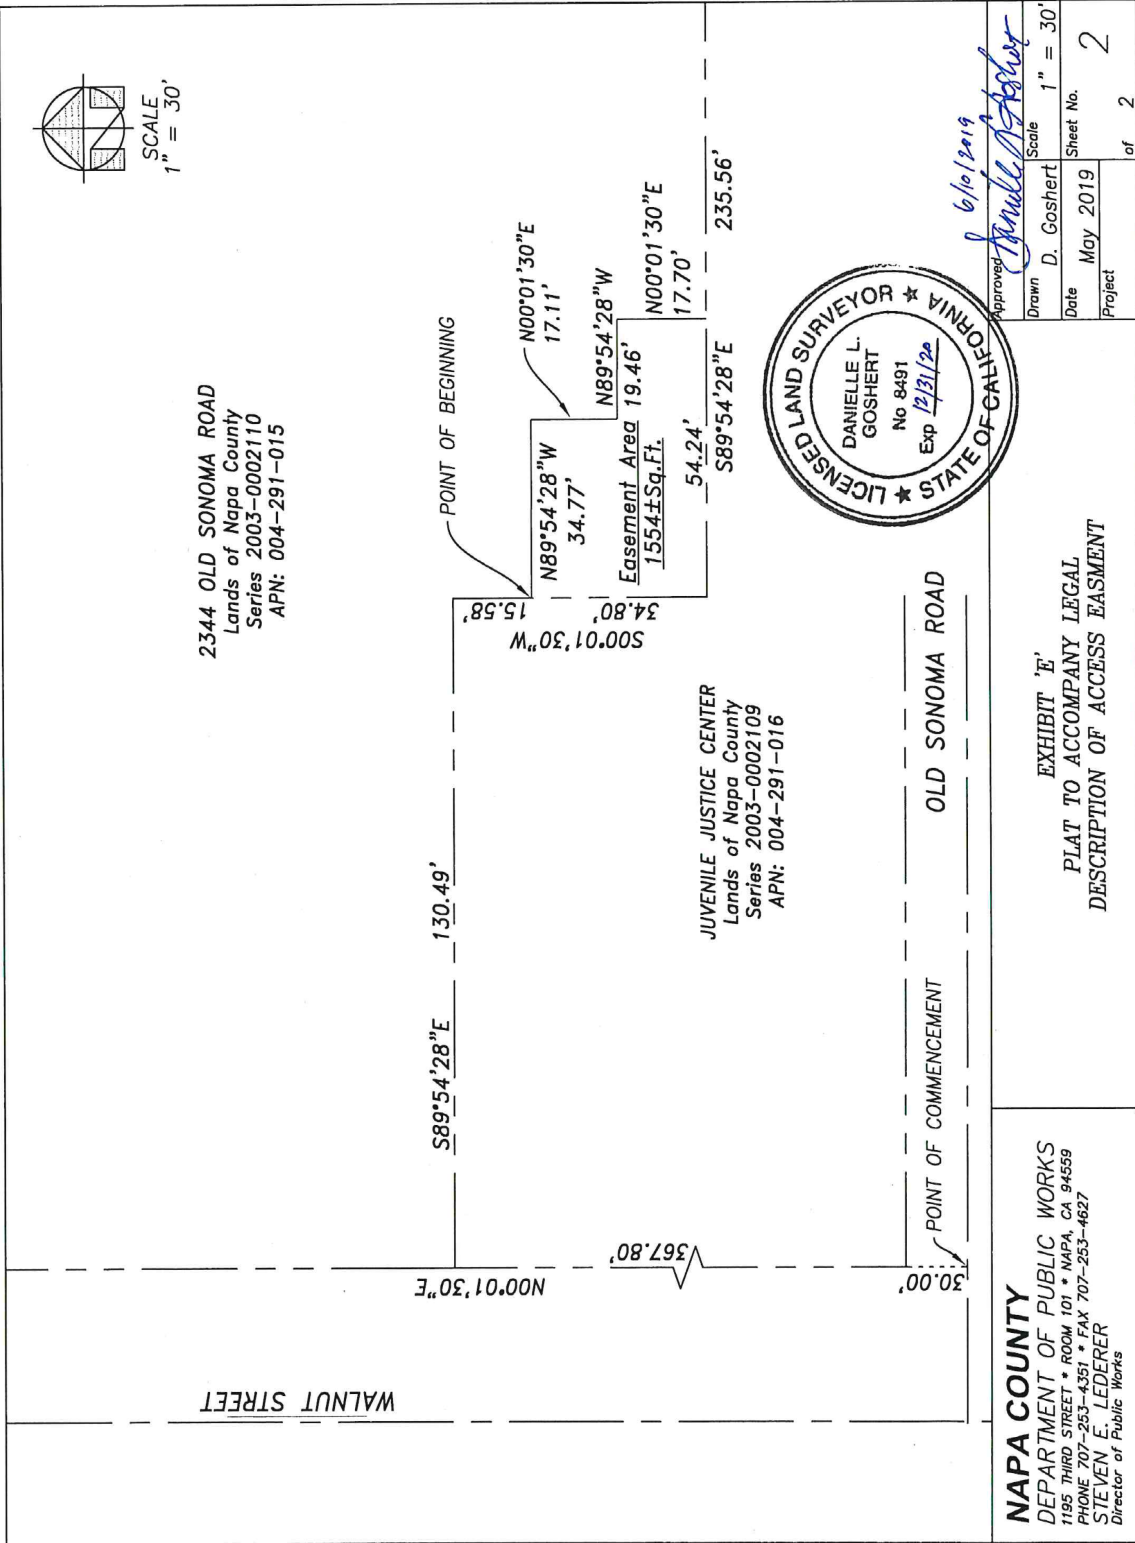 SCALE
1" = 30'
2344 OLD SONOMA ROAD
Lands of Napa County
Series 2003-0002110
APN: 004-291-015
POINT OF BEGINNING
N00°01'30"E
17.11'
N89°54'28"W
34.77'
N89°54'28"W
19.46'
N00°01'30"E
17.70'
Easement Area
1554±Sq.Ft.
54.24'
S89°54'28"E
235.56'
15.58'
34.80'
S00°01'30"W
S89°54'28"E 130.49'
JUVENILE JUSTICE CENTER
Lands of Napa County
Series 2003-0002109
APN: 004-291-016
367.80'
N00°01'30"E
WALNUT STREET
OLD SONOMA ROAD
POINT OF COMMENCEMENT
30.00'
LICENSED LAND SURVEYOR
STATE OF CALIFORNIA
DANIELLE L.
GOSHERT
No 8491
Exp 12/31/20
6/10/2019
NAPA COUNTY
DEPARTMENT OF PUBLIC WORKS
1195 THIRD STREET * ROOM 101 * NAPA, CA 94559
PHONE 707-253-4351 * FAX 707-253-4627
STEVEN E. LEDERER
Director of Public Works
EXHIBIT 'E'
PLAT TO ACCOMPANY LEGAL
DESCRIPTION OF ACCESS EASMENT
Approved
Drawn D. Goshert
Scale 1" = 30'
Date May 2019
Sheet No. 2
Project
of 2